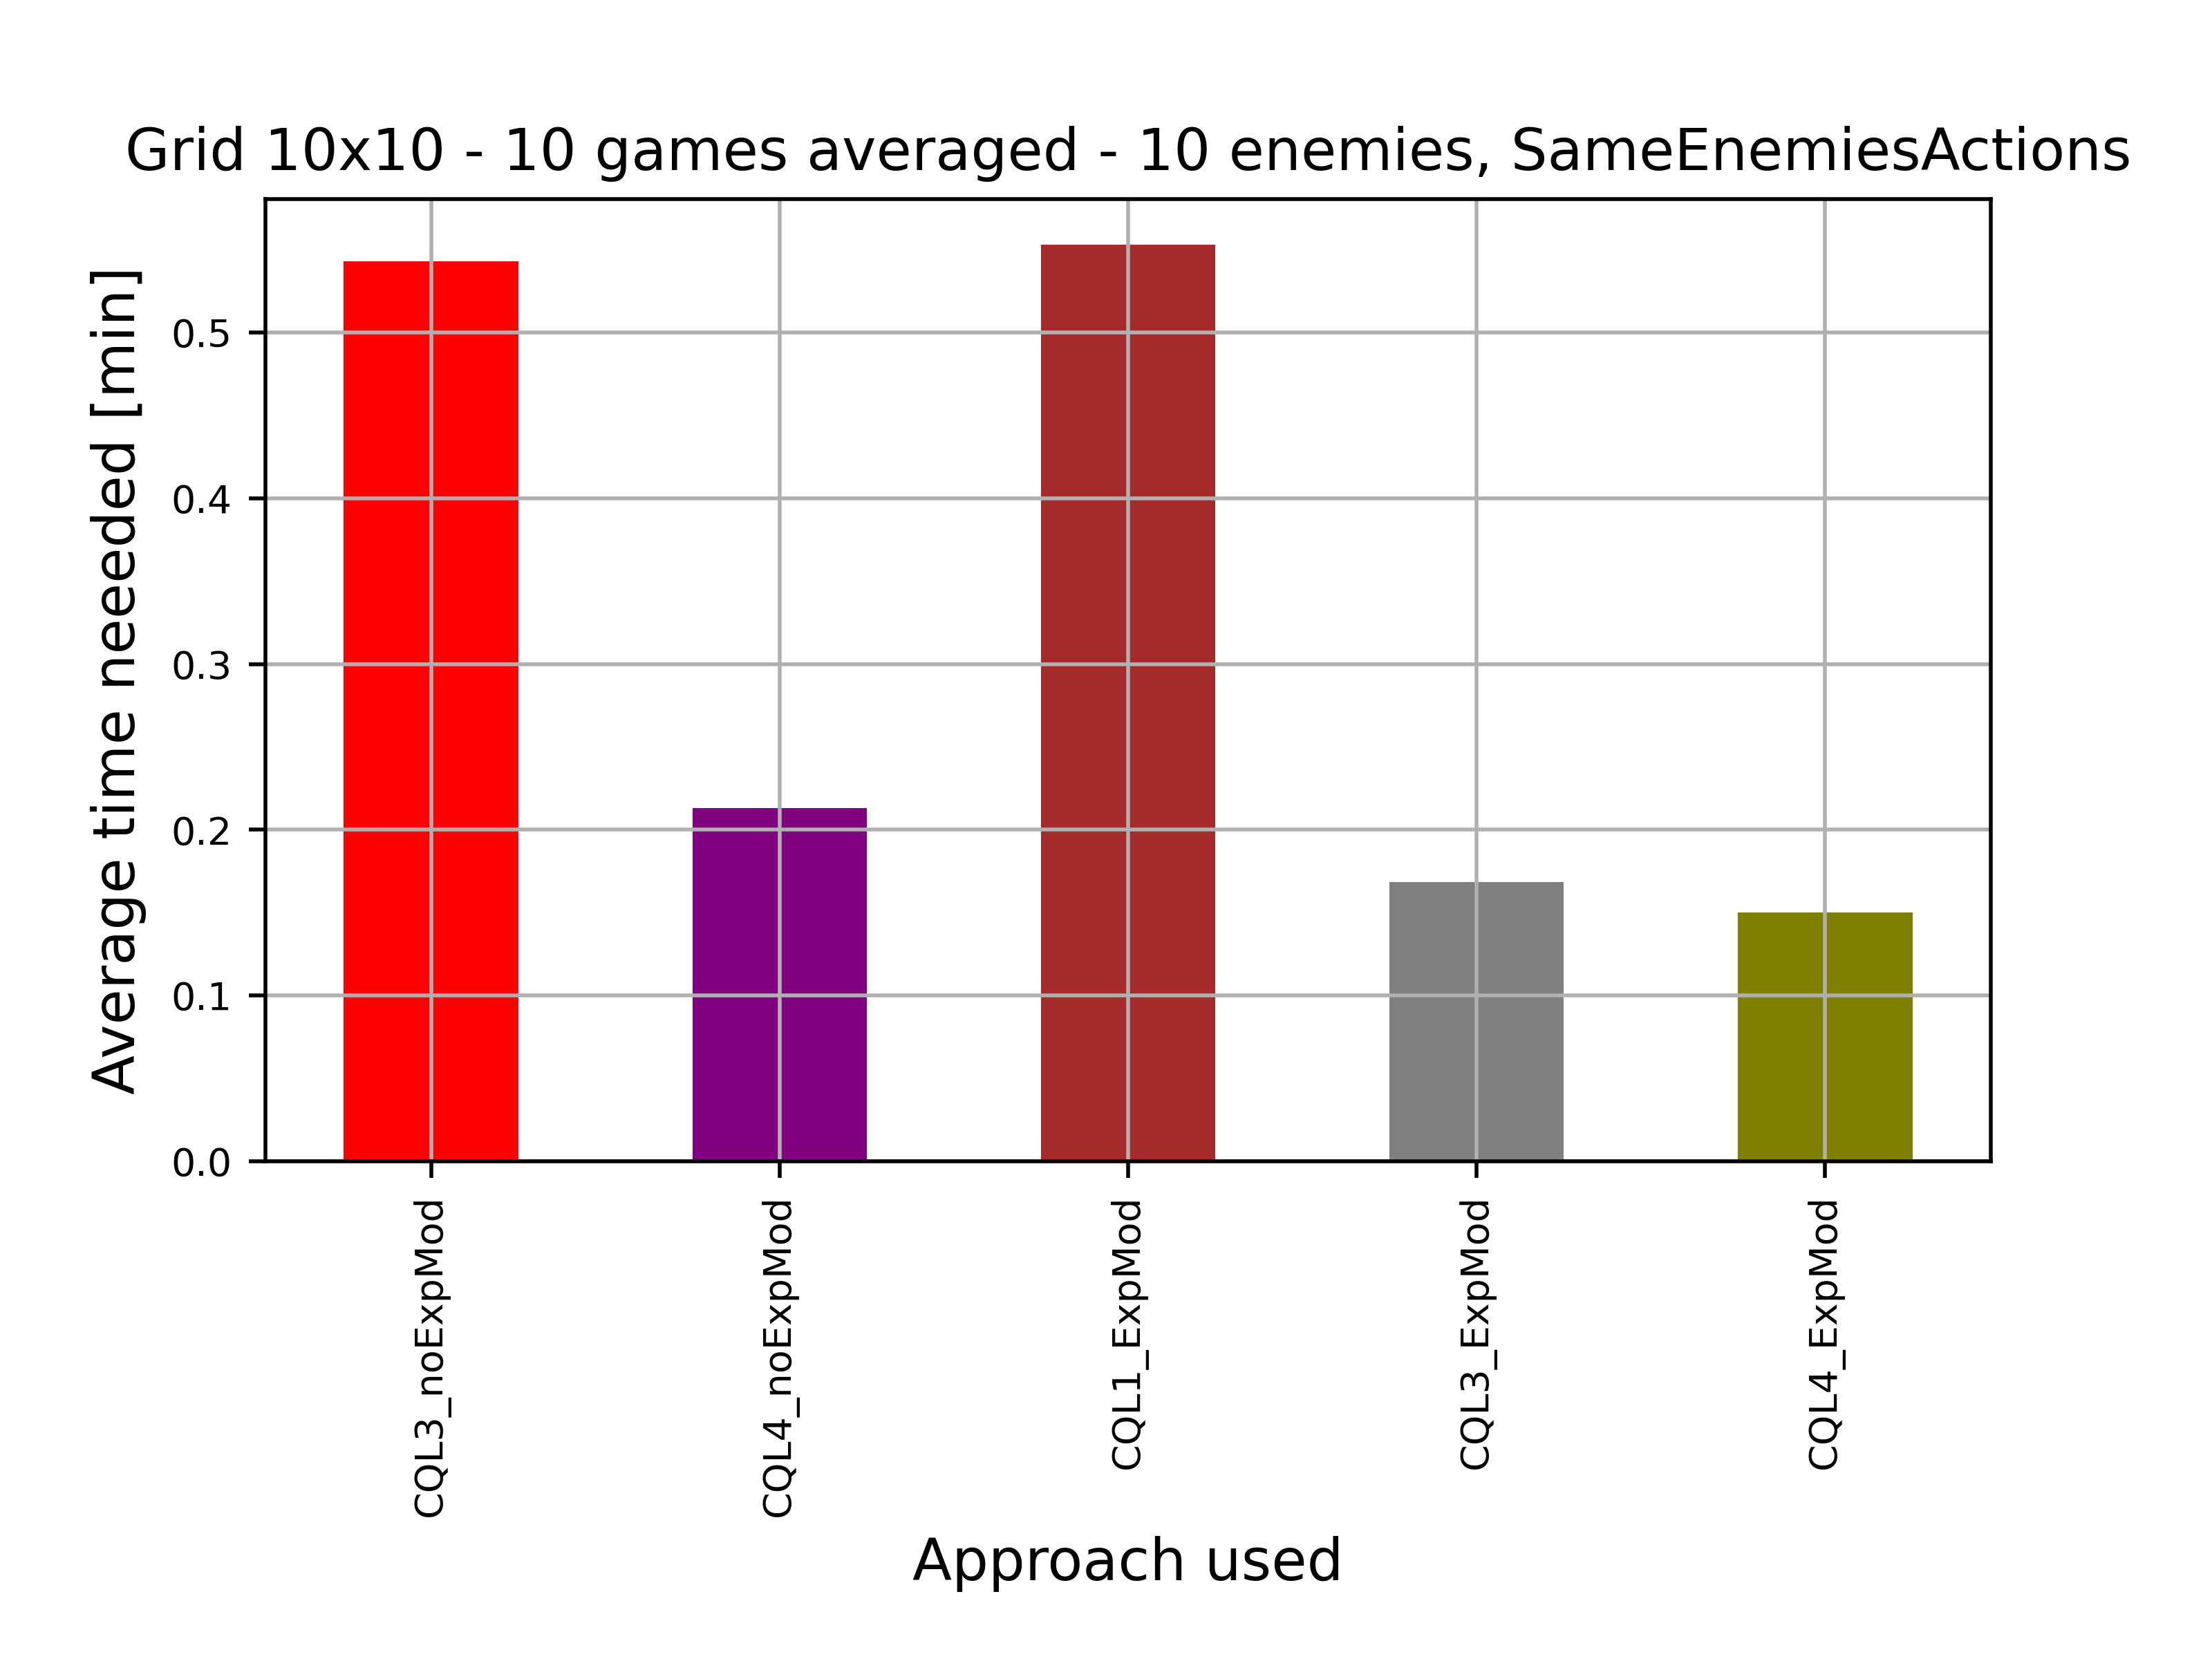 Grid 10x10 - 10 games averaged - 10 enemies, SameEnemiesActions
Average time needed [min]
0.5
0.4
0.3
0.2
0.1
0.0
CQL3_noExpMod
CQL4_noExpMod
CQL1_ExpMod
CQL3_ExpMod
CQL4_ExpMod
Approach used